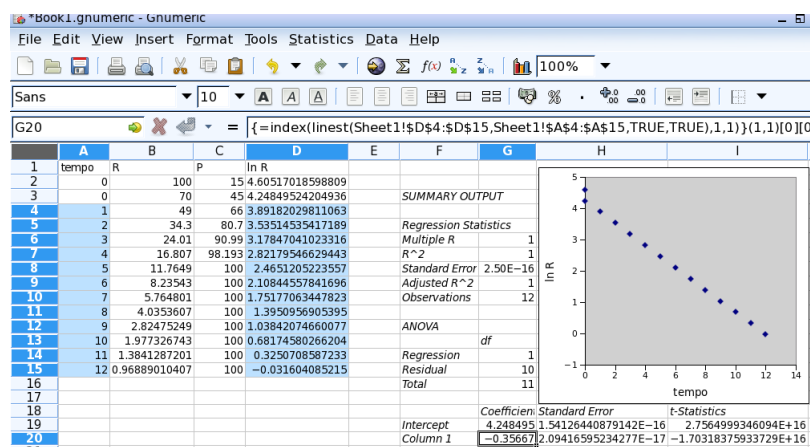 *Book1.gnumeric - Gnumeric
File Edit View Insert Format Tools Statistics Data Help
100%
Sans 10
G20 = {=index(linest(Sheet1!$D$4:$D$15,Sheet1!$A$4:$A$15,TRUE,TRUE),1,1)}(1,1)[0][0
A B C D E F G H I
1 tempo R P ln R
2 0 100 15 4.60517018598809
3 0 70 45 4.24849524204936 SUMMARY OUTPUT
4 1 49 66 3.89182029811063
5 2 34.3 80.7 3.53514535417189 Regression Statistics
6 3 24.01 90.99 3.17847041023316 Multiple R 1
7 4 16.807 98.193 2.82179546629443 R^2 1
8 5 11.7649 100 2.4651205223557 Standard Error 2.50E−16
9 6 8.23543 100 2.10844557841696 Adjusted R^2 1
10 7 5.764801 100 1.75177063447823 Observations 12
11 8 4.0353607 100 1.3950956905395
12 9 2.82475249 100 1.03842074660077 ANOVA
13 10 1.977326743 100 0.68174580266204 df
14 11 1.3841287201 100 0.3250708587233 Regression 1
15 12 0.96889010407 100 −0.031604085215 Residual 10
16 Total 11
17
18 Coefficien Standard Error t-Statistics
19 Intercept 4.248495 1.54126440879142E−16 2.7564999346094E+16
20 Column 1 −0.35667 2.09416595234277E−17 −1.70318375933729E+16
5
4
3
2
1
0
−1
0 2 4 6 8 10 12 14
ln R
tempo